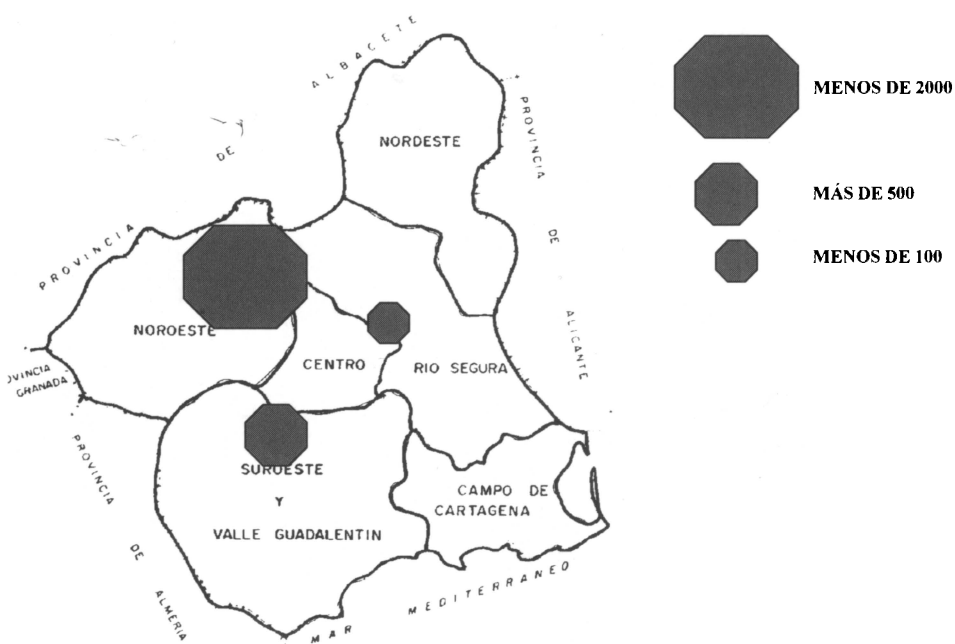 ALBACETE
DE
PROVINCIA
NORDESTE
PROVINCIA
DE
ALICANTE
NOROESTE
CENTRO
RIO SEGURA
OVINCIA
GRANADA
PROVINCIA
DE
ALMERIA
SUROESTE
Y
VALLE GUADALENTIN
CAMPO DE
CARTAGENA
MAR MEDITERRANEO
MENOS DE 2000
MÁS DE 500
MENOS DE 100